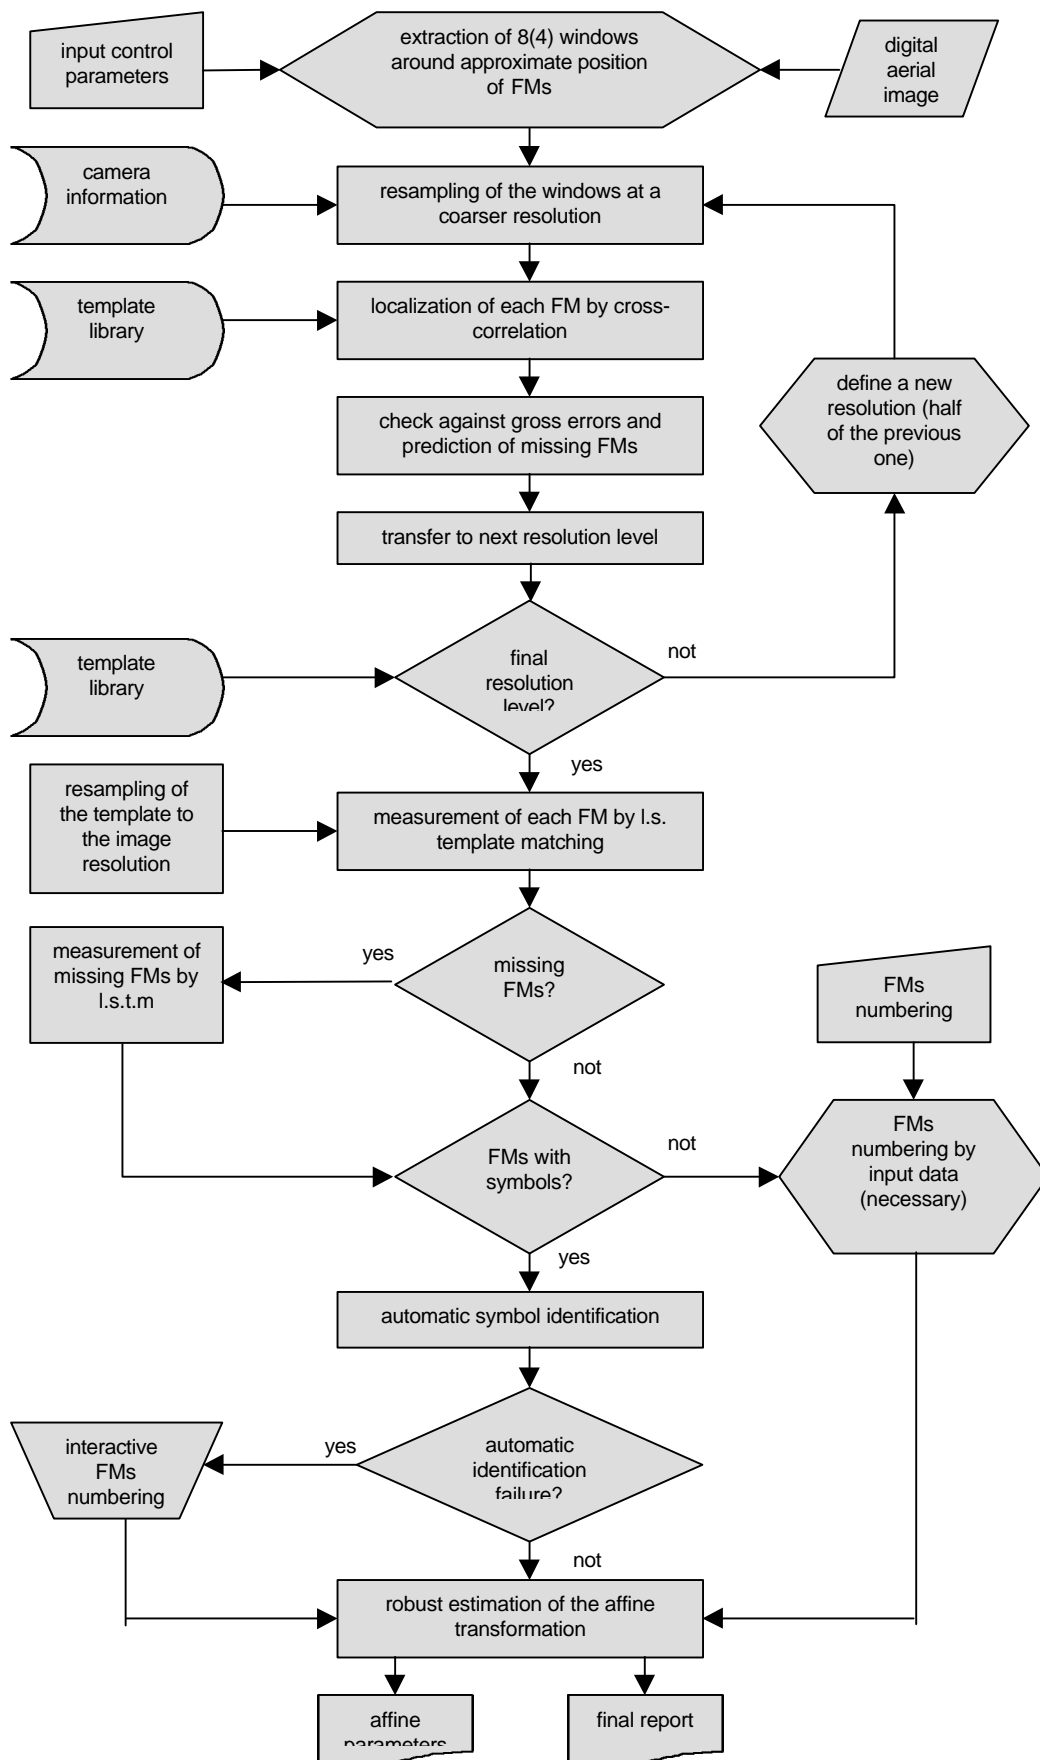 input control
parameters
extraction of 8(4) windows
around approximate position
of FMs
digital
aerial
image
camera
information
resampling of the windows at a
coarser resolution
template
library
localization of each FM by cross-
correlation
define a new
resolution (half
of the previous
one)
check against gross errors and
prediction of missing FMs
transfer to next resolution level
template
library
final
resolution
level?
not
yes
resampling of
the template to
the image
resolution
measurement of each FM by l.s.
template matching
measurement of
missing FMs by
l.s.t.m
yes
missing
FMs?
not
FMs
numbering
FMs with
symbols?
not
FMs
numbering by
input data
(necessary)
yes
automatic symbol identification
interactive
FMs
numbering
yes
automatic
identification
failure?
not
robust estimation of the affine
transformation
affine
parameters
final report